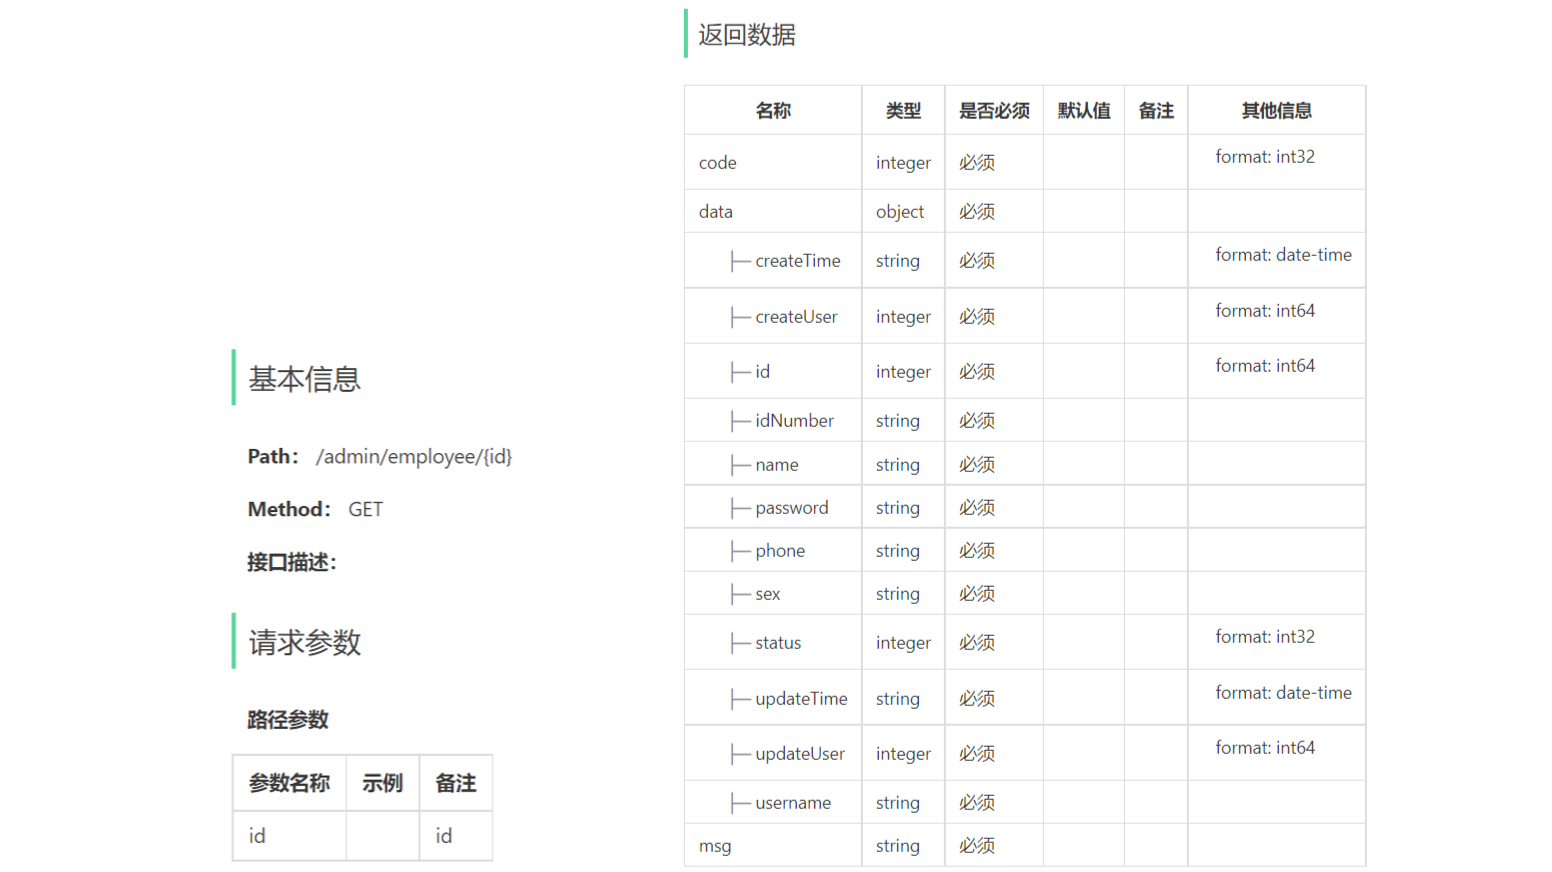 基本信息
Path： /admin/employee/{id}
Method： GET
接口描述：
请求参数
路径参数
参数名称 示例 备注
id id
返回数据
名称 类型 是否必须 默认值 备注 其他信息
code integer 必须 format: int32
data object 必须
├─ createTime string 必须 format: date-time
├─ createUser integer 必须 format: int64
├─ id integer 必须 format: int64
├─ idNumber string 必须
├─ name string 必须
├─ password string 必须
├─ phone string 必须
├─ sex string 必须
├─ status integer 必须 format: int32
├─ updateTime string 必须 format: date-time
├─ updateUser integer 必须 format: int64
├─ username string 必须
msg string 必须